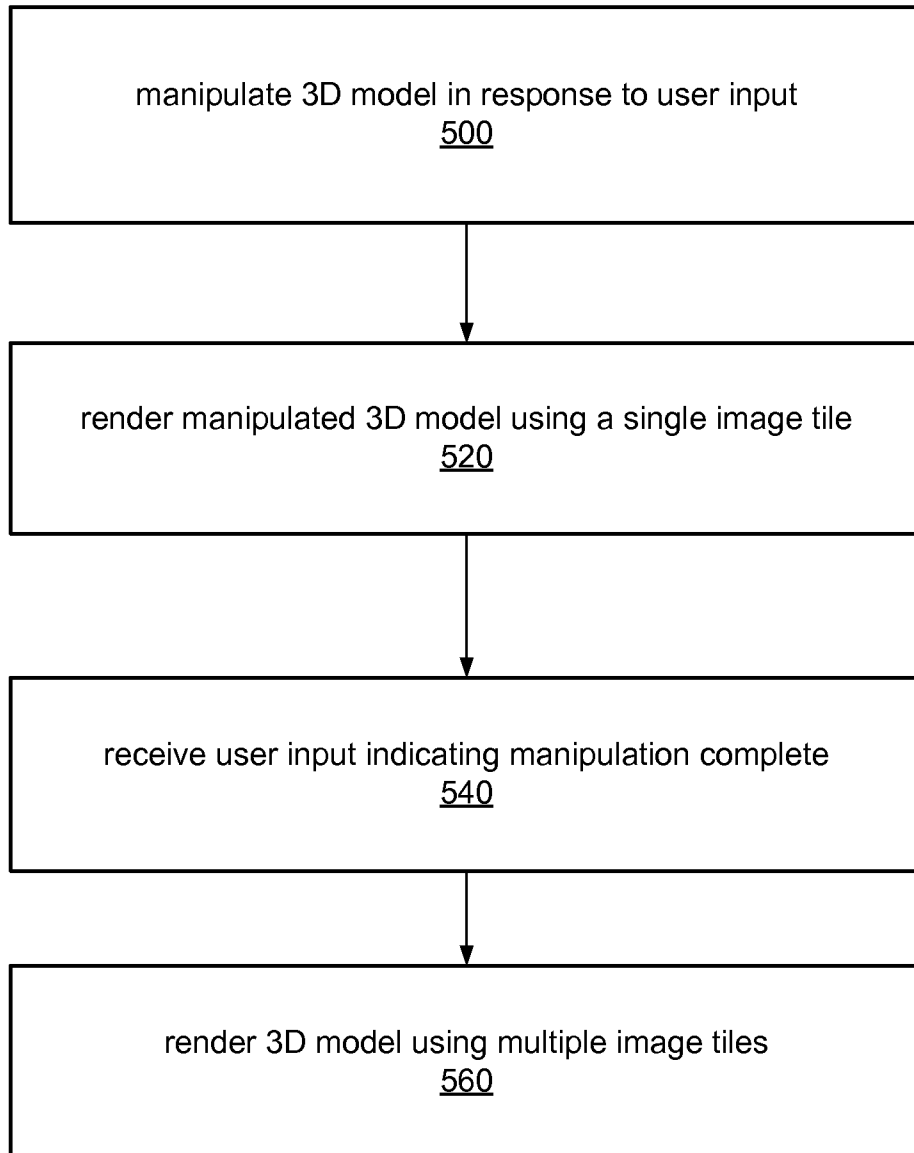 manipulate 3D model in response to user input
500
render manipulated 3D model using a single image tile
520
receive user input indicating manipulation complete
540
render 3D model using multiple image tiles
560